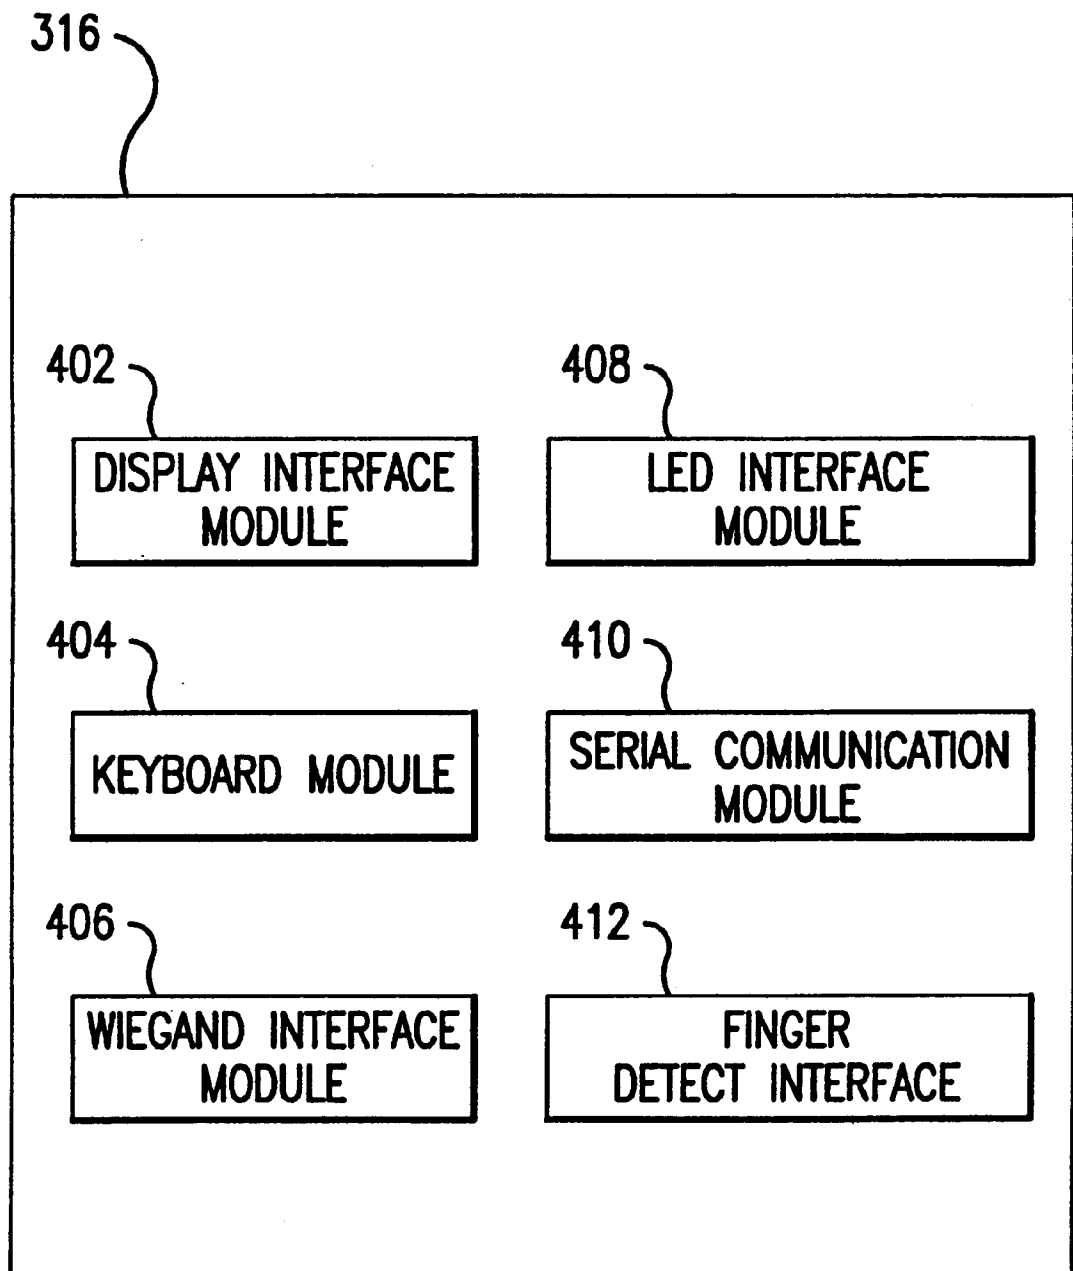 316
402
DISPLAY INTERFACE
MODULE
408
LED INTERFACE
MODULE
404
KEYBOARD MODULE
410
SERIAL COMMUNICATION
MODULE
406
WIEGAND INTERFACE
MODULE
412
FINGER
DETECT INTERFACE